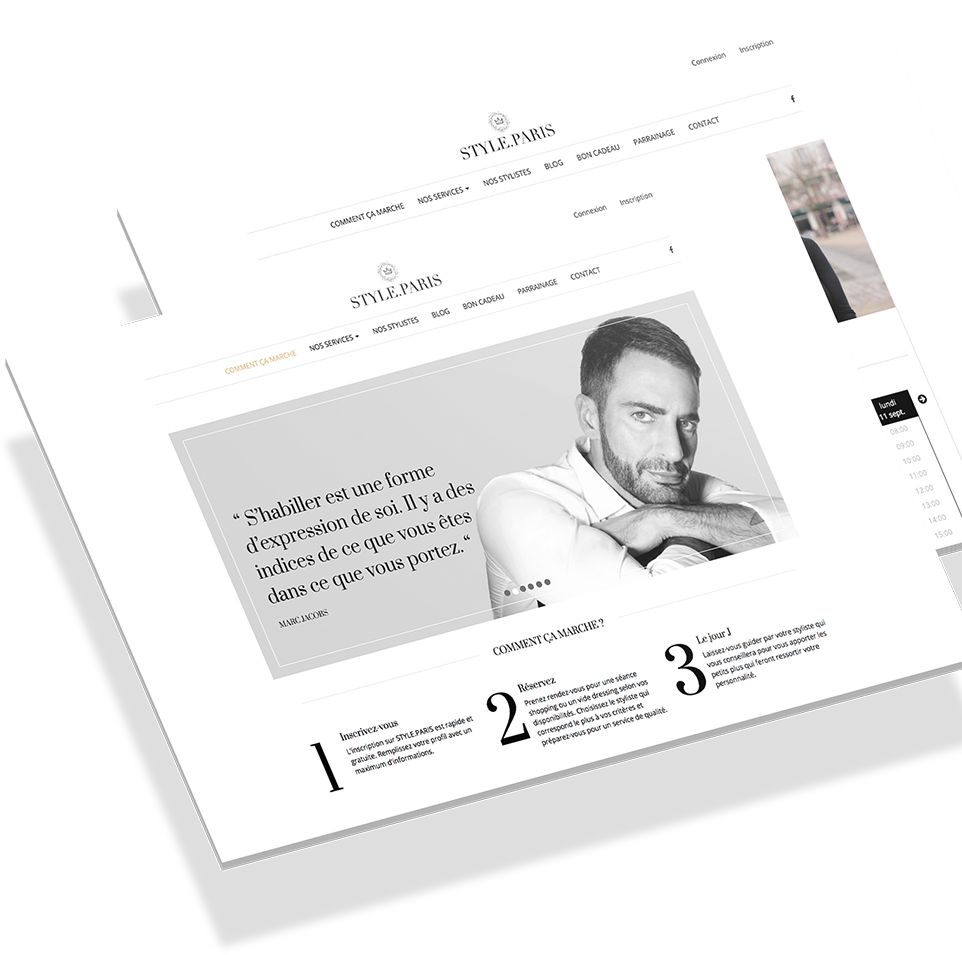 Connexion Inscription
STYLE.PARIS
COMMENT ÇA MARCHE NOS SERVICES NOS STYLISTES BLOG BON CADEAU PARRAINAGE CONTACT
Connexion Inscription
STYLE.PARIS
COMMENT ÇA MARCHE NOS SERVICES NOS STYLISTES BLOG BON CADEAU PARRAINAGE CONTACT
“ S’habiller est une forme
d’expression de soi. Il y a des
indices de ce que vous êtes
dans ce que vous portez.“
MARC JACOBS
COMMENT ÇA MARCHE ?
1
Inscrivez-vous
L'inscription sur STYLE.PARIS est rapide et
gratuite. Remplissez votre profil avec un
maximum d'informations.
2
Réservez
Prenez rendez-vous pour une séance
shopping ou un vide dressing selon vos
disponibilités. Choisissez le styliste qui
correspond le plus à vos critères et
préparez-vous pour un service de qualité.
3
Le jour J
Laissez-vous guider par votre styliste qui
vous conseillera pour vous apporter les
petits plus qui feront ressortir votre
personnalité.
lundi
11 sept.
08:00
09:00
10:00
11:00
12:00
13:00
14:00
15:00